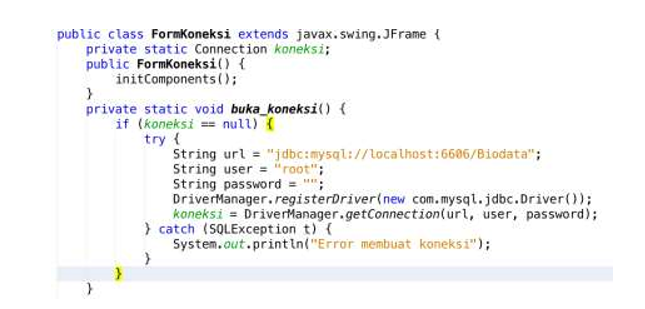 public class FormKoneksi extends javax.swing.JFrame {
    private static Connection koneksi;
    public FormKoneksi() {
        initComponents();
    }
    private static void buka_koneksi() {
        if (koneksi == null) {
            try {
                String url = "jdbc:mysql://localhost:6606/Biodata";
                String user = "root";
                String password = "";
                DriverManager.registerDriver(new com.mysql.jdbc.Driver());
                koneksi = DriverManager.getConnection(url, user, password);
            } catch (SQLException t) {
                System.out.println("Error membuat koneksi");
            }
        }
    }